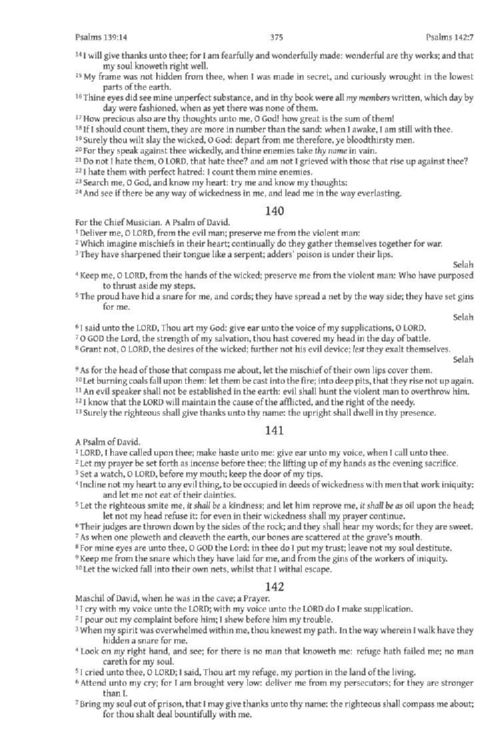 Psalms 139:14 375 Psalms 142:7
14 I will give thanks unto thee; for I am fearfully and wonderfully made: wonderful are thy works; and that
my soul knoweth right well.
15 My frame was not hidden from thee, when I was made in secret, and curiously wrought in the lowest
parts of the earth.
16 Thine eyes did see mine unperfect substance, and in thy book were all my members written, which day by
day were fashioned, when as yet there was none of them.
17 How precious also are thy thoughts unto me, O God! how great is the sum of them!
18 If I should count them, they are more in number than the sand: when I awake, I am still with thee.
19 Surely thou wilt slay the wicked, O God: depart from me therefore, ye bloodthirsty men.
20 For they speak against thee wickedly, and thine enemies take thy name in vain.
21 Do not I hate them, O LORD, that hate thee? and am not I grieved with those that rise up against thee?
22 I hate them with perfect hatred: I count them mine enemies.
23 Search me, O God, and know my heart: try me and know my thoughts:
24 And see if there be any way of wickedness in me, and lead me in the way everlasting.
140
For the Chief Musician. A Psalm of David.
1 Deliver me, O LORD, from the evil man; preserve me from the violent man:
2 Which imagine mischiefs in their heart; continually do they gather themselves together for war.
3 They have sharpened their tongue like a serpent; adders' poison is under their lips.
Selah
4 Keep me, O LORD, from the hands of the wicked; preserve me from the violent man: Who have purposed
to thrust aside my steps.
5 The proud have hid a snare for me, and cords; they have spread a net by the way side; they have set gins
for me.
Selah
6 I said unto the LORD, Thou art my God: give ear unto the voice of my supplications, O LORD.
7 O GOD the Lord, the strength of my salvation, thou hast covered my head in the day of battle.
8 Grant not, O LORD, the desires of the wicked; further not his evil device; lest they exalt themselves.
Selah
9 As for the head of those that compass me about, let the mischief of their own lips cover them.
10 Let burning coals fall upon them: let them be cast into the fire; into deep pits, that they rise not up again.
11 An evil speaker shall not be established in the earth: evil shall hunt the violent man to overthrow him.
12 I know that the LORD will maintain the cause of the afflicted, and the right of the needy.
13 Surely the righteous shall give thanks unto thy name: the upright shall dwell in thy presence.
141
A Psalm of David.
1 LORD, I have called upon thee; make haste unto me: give ear unto my voice, when I call unto thee.
2 Let my prayer be set forth as incense before thee; the lifting up of my hands as the evening sacrifice.
3 Set a watch, O LORD, before my mouth; keep the door of my lips.
4 Incline not my heart to any evil thing, to be occupied in deeds of wickedness with men that work iniquity:
and let me not eat of their dainties.
5 Let the righteous smite me, it shall be a kindness; and let him reprove me, it shall be as oil upon the head;
let not my head refuse it: for even in their wickedness shall my prayer continue.
6 Their judges are thrown down by the sides of the rock; and they shall hear my words; for they are sweet.
7 As when one ploweth and cleaveth the earth, our bones are scattered at the grave's mouth.
8 For mine eyes are unto thee, O GOD the Lord: in thee do I put my trust; leave not my soul destitute.
9 Keep me from the snare which they have laid for me, and from the gins of the workers of iniquity.
10 Let the wicked fall into their own nets, whilst that I withal escape.
142
Maschil of David, when he was in the cave; a Prayer.
1 I cry with my voice unto the LORD; with my voice unto the LORD do I make supplication.
2 I pour out my complaint before him; I shew before him my trouble.
3 When my spirit was overwhelmed within me, thou knewest my path. In the way wherein I walk have they
hidden a snare for me.
4 Look on my right hand, and see; for there is no man that knoweth me: refuge hath failed me; no man
careth for my soul.
5 I cried unto thee, O LORD; I said, Thou art my refuge, my portion in the land of the living.
6 Attend unto my cry; for I am brought very low: deliver me from my persecutors; for they are stronger
than I.
7 Bring my soul out of prison, that I may give thanks unto thy name: the righteous shall compass me about;
for thou shalt deal bountifully with me.